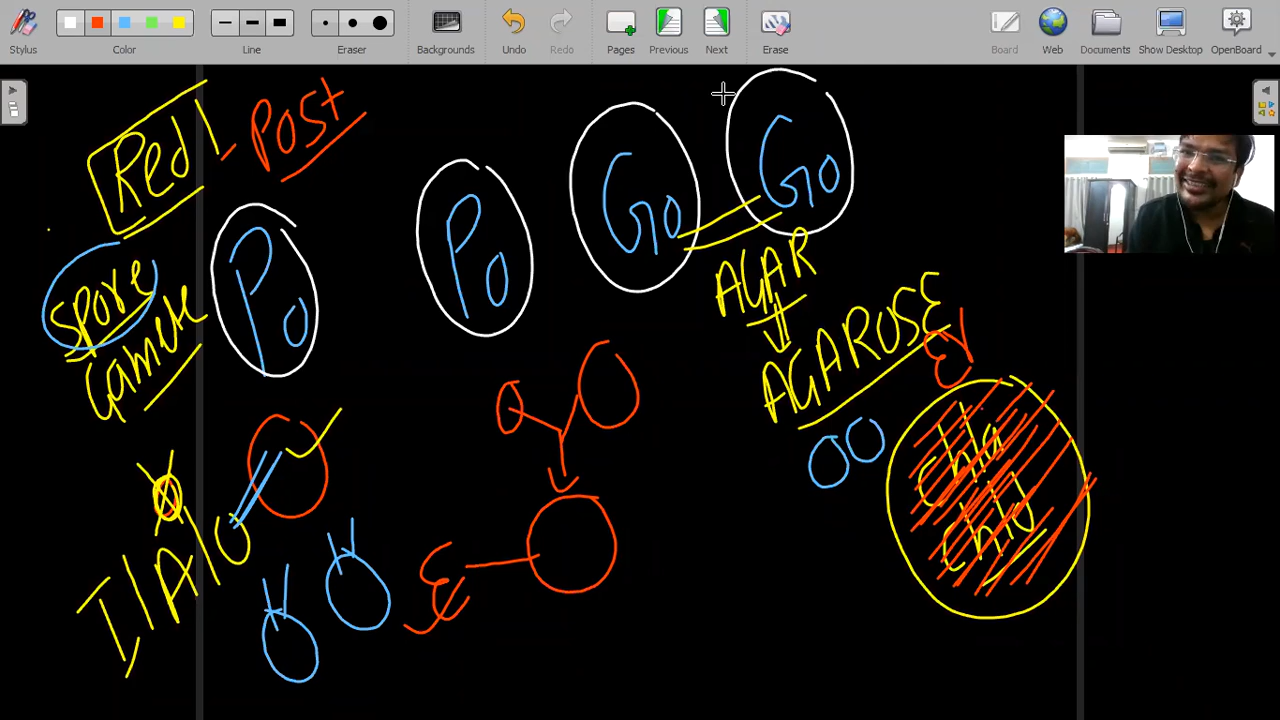 Stylus
Color
Line
Eraser
Backgrounds
Undo
Redo
Pages
Previous
Next
Erase
Board
Web
Documents
Show Desktop
OpenBoard
Red
Post
Spore
Gamete
Po
Po
Go
Go
AGAR
AGAROSE
chla